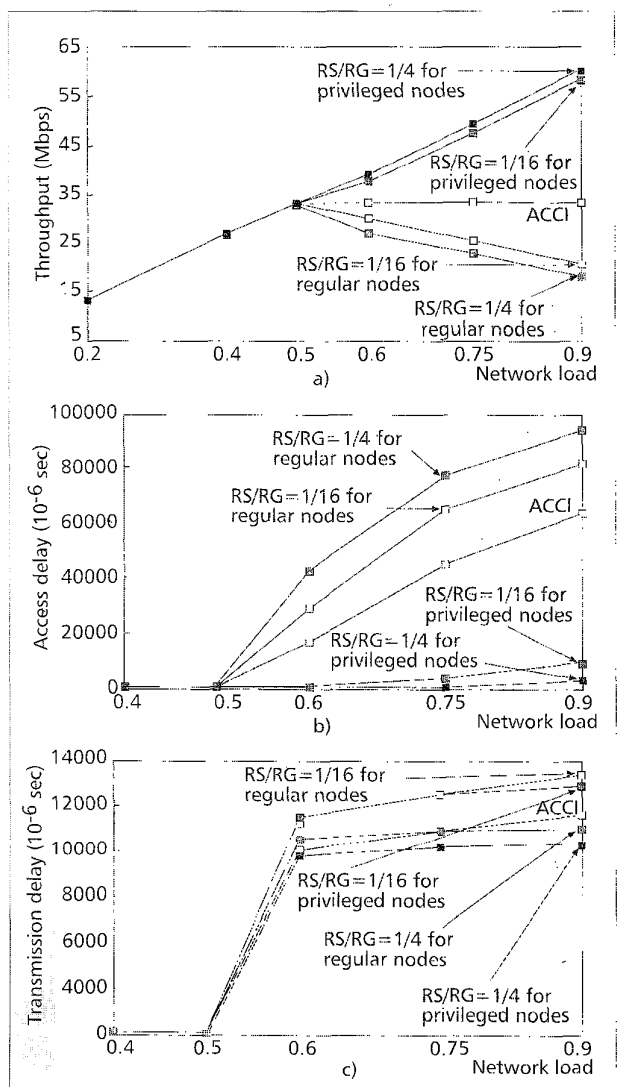 65
55
45
35
25
.5
5
Throughput (Mbps)
RS/RG=1/4 for
privileged nodes
RS/RG=1/16 for
privileged nodes
ACCI
RS/RG=1/16 for
regular nodes
RS/RG=1/4 for
regular nodes
0.2 0.4 0.5 0.6 0.75 0.9
Network load
a)
100000
80000
60000
40000
20000
0
Access delay (10-6 sec)
RS/RG=1/4 for
regular nodes
RS/RG=1/16 for
regular nodes
ACCI
RS/RG=1/16 for
privileged nodes
RS/RG=1/4 for
privileged nodes
0.4 0.5 0.6 0.75 0.9
Network load
b)
14000
12000
10000
8000
6000
4000
0
Transmission delay (10-6 sec)
RS/RG=1/16 for
regular nodes
ACCI
RS/RG=1/16 for
privileged nodes
RS/RG=1/4 for
regular nodes
RS/RG=1/4 for
privileged nodes
0.4 0.5 0.6 0.75 0.9
Network load
c)